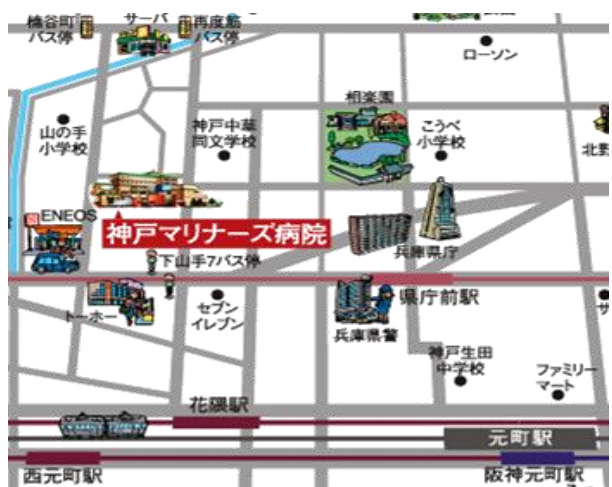 楠谷町
バス停
サーバ
再度筋
バス停
ローソン
相楽園
山の手
小学校
神戸中華
同文学校
こうべ
小学校
北野
ENEOS
神戸マリナーズ病院
下山手7バス停
兵庫県庁
県庁前駅
トーホー
セブン
イレブン
兵庫県警
サ
神戸生田
中学校
ファミリー
マート
花隈駅
元町駅
西元町駅
阪神元町駅